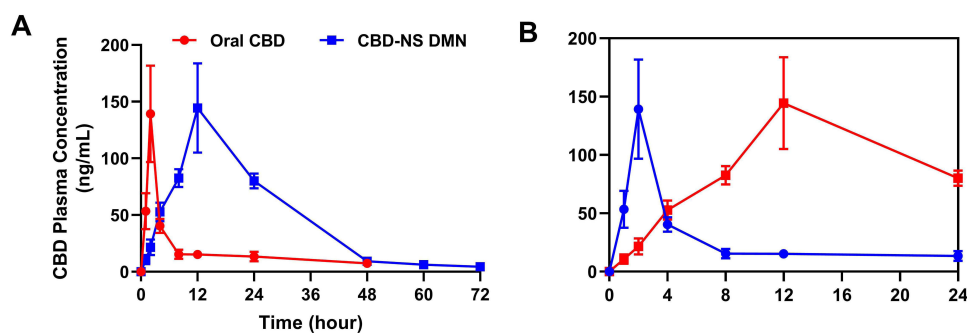 A
Oral CBD
CBD-NS DMN
B
CBD Plasma Concentration
(ng/mL)
200
150
100
50
0
0 12 24 36 48 60 72
Time (hour)
200
150
100
50
0
0 4 8 12 16 20 24